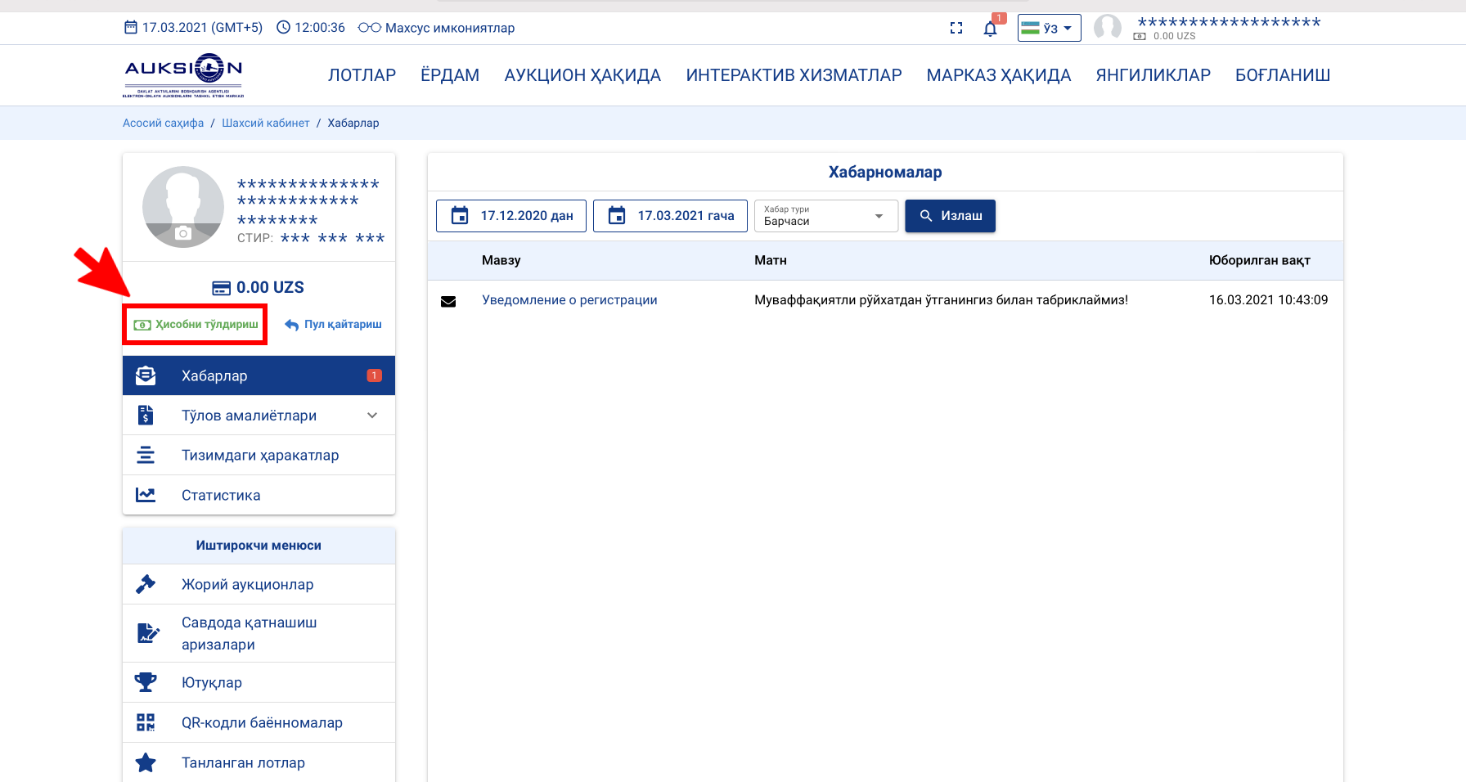 17.03.2021 (GMT+5) 12:00:36 Махсус имкониятлар
1
ЎЗ
******************
0.00 UZS
AUKSION
DAVLAT AKTIVLARINI BOSHQARISH AGENTLIGI
ELEKTRON ONLAYN AUKSIONLARNI TASHKIL ETISH MARKAZI
ЛОТЛАР ЁРДАМ АУКЦИОН ҲАҚИДА ИНТЕРАКТИВ ХИЗМАТЛАР МАРКАЗ ҲАҚИДА ЯНГИЛИКЛАР БОҒЛАНИШ
Асосий саҳифа / Шахсий кабинет / Хабарлар
**************
************
********
СТИР: *** *** ***
0.00 UZS
Ҳисобни тўлдириш Пул қайтариш
Хабарлар 1
Тўлов амалиётлари
Тизимдаги ҳаракатлар
Статистика
Иштирокчи менюси
Жорий аукционлар
Савдода қатнашиш
аризалари
Ютуқлар
QR-кодли баённомалар
Танланган лотлар
Хабарномалар
17.12.2020 дан 17.03.2021 гача
Хабар тури
Барчаси
Излаш
Мавзу Матн Юборилган вақт
Уведомление о регистрации Муваффақиятли рўйхатдан ўтганингиз билан табриклаймиз! 16.03.2021 10:43:09